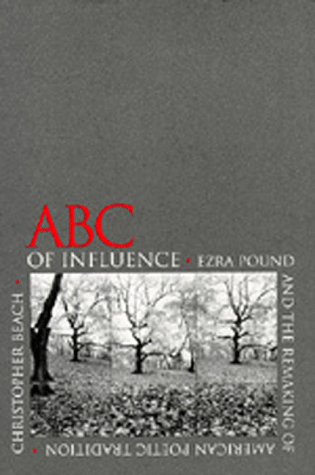 ABC
OF INFLUENCE · EZRA POUND
AND THE REMAKING OF
AMERICAN POETIC TRADITION ·
CHRISTOPHER BEACH ·